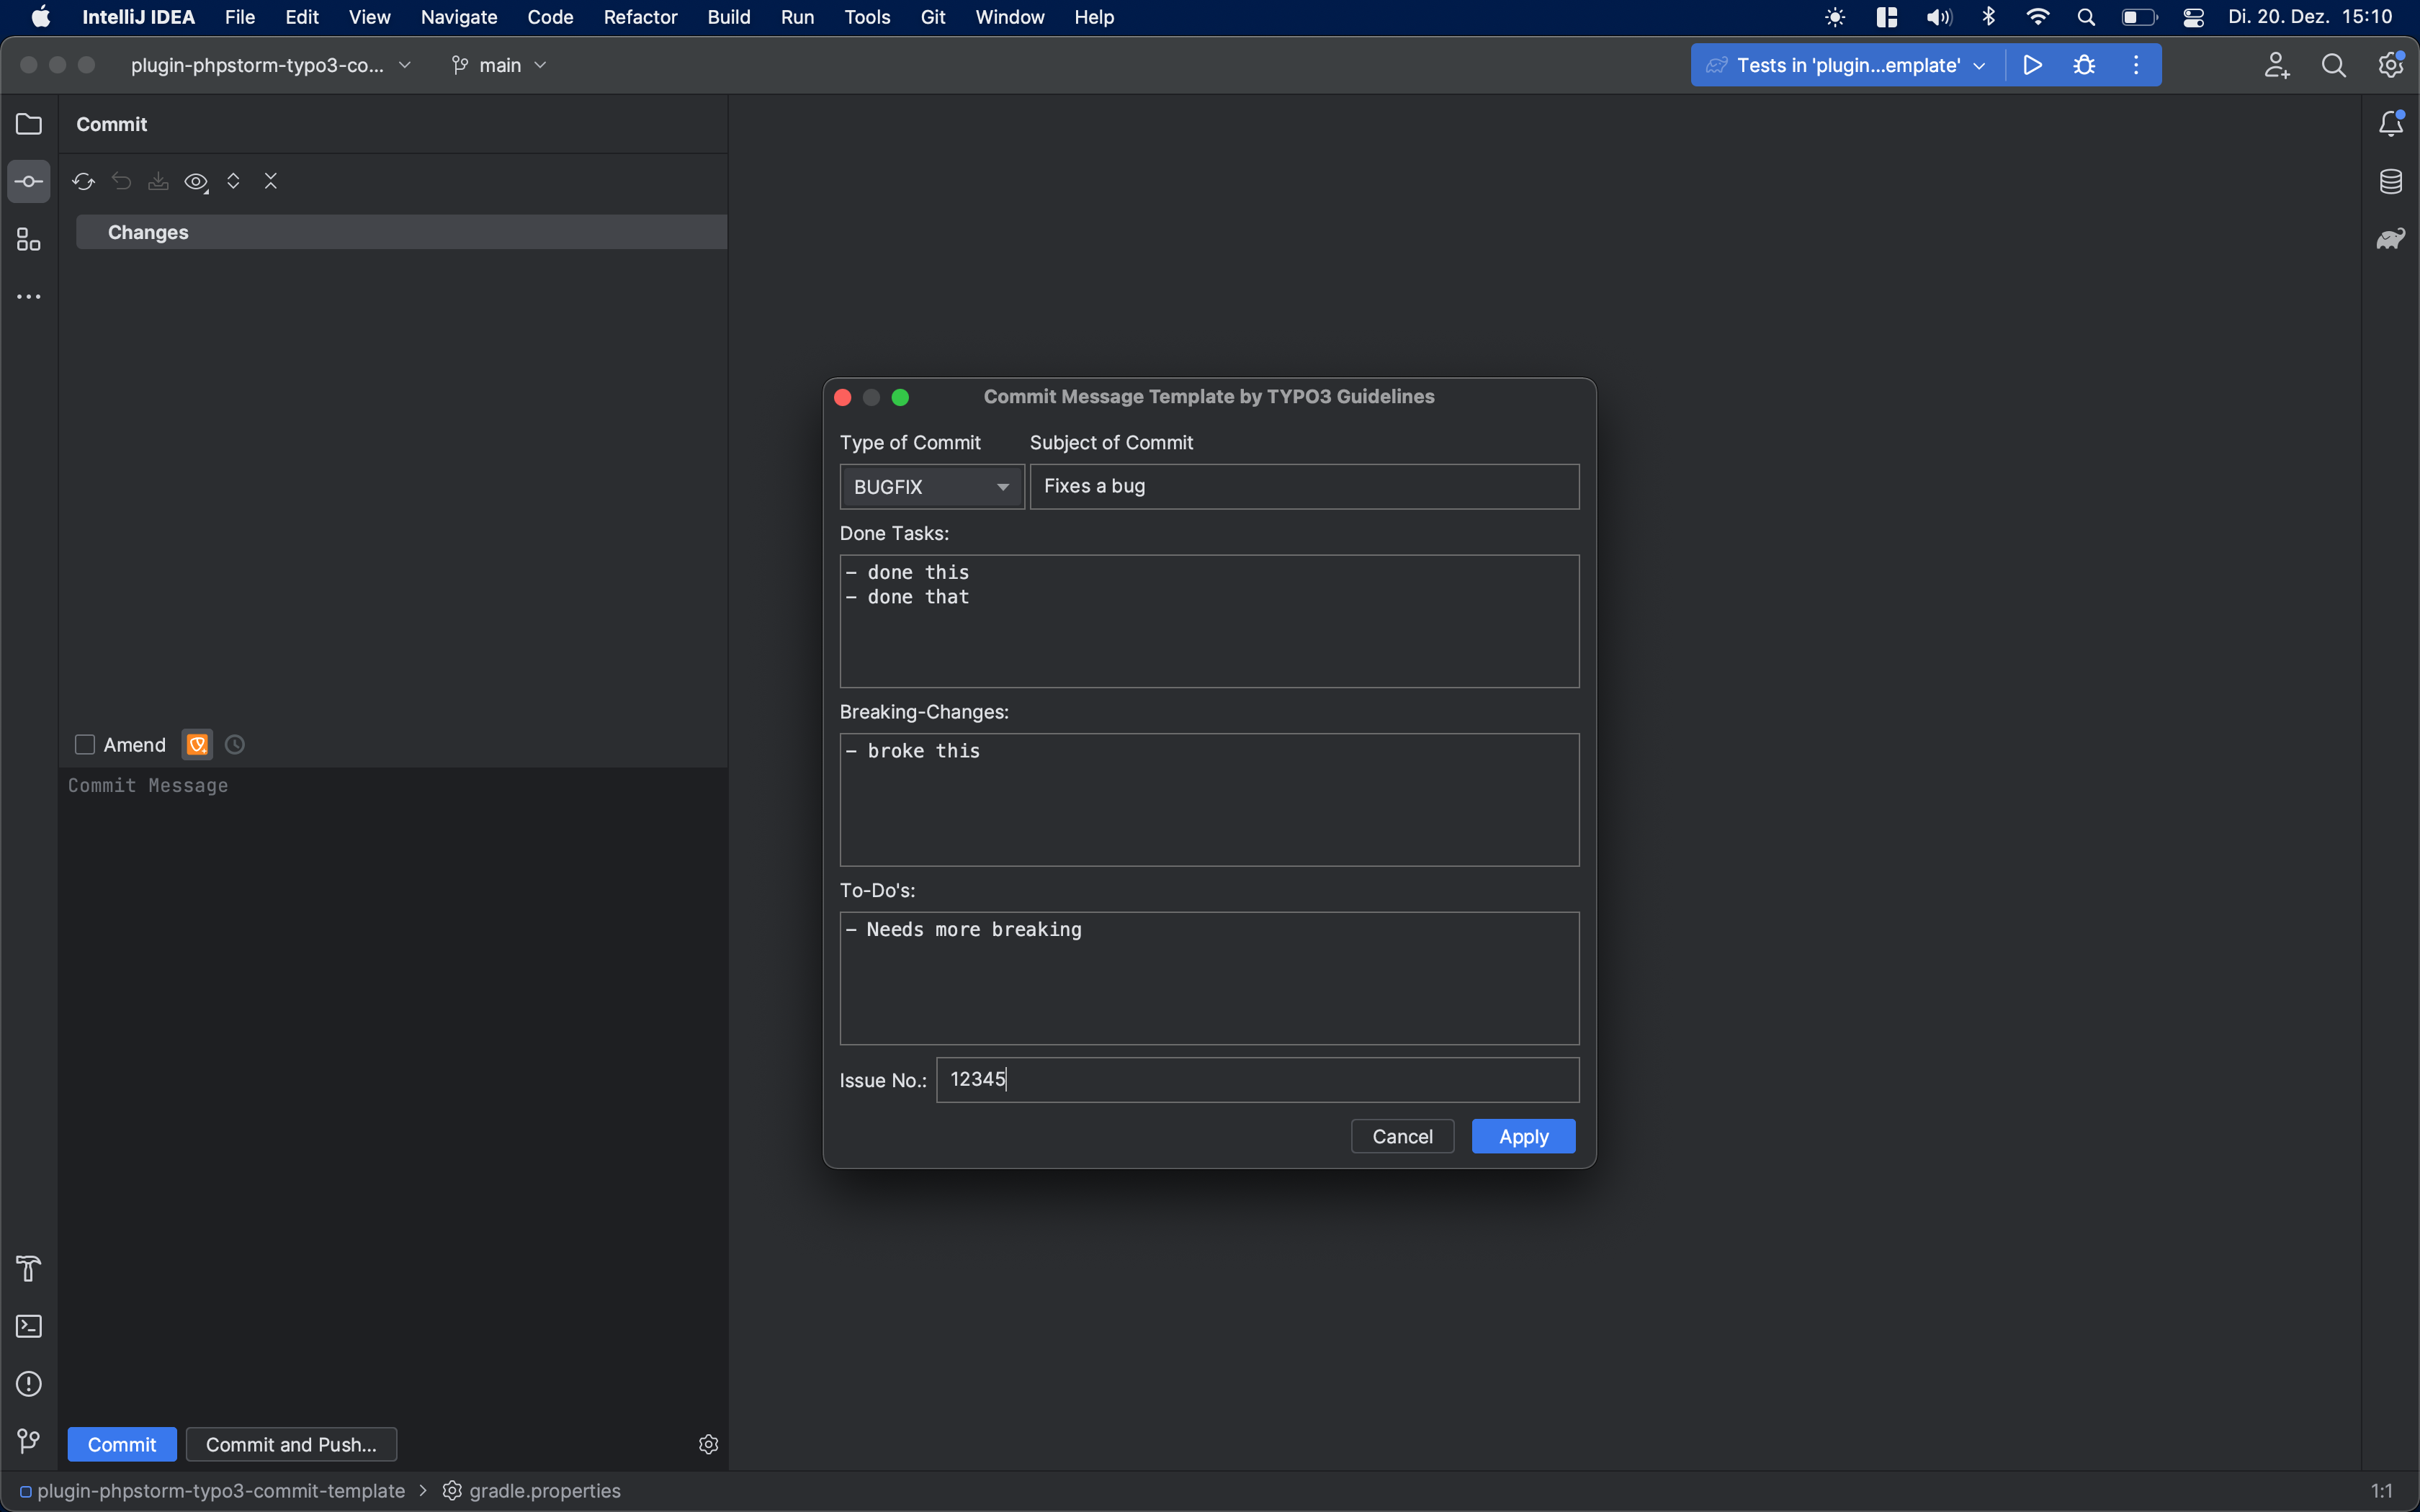 IntelliJ IDEA File Edit View Navigate Code Refactor Build Run Tools Git Window Help Di. 20. Dez. 15:10
plugin-phpstorm-typo3-co... main Tests in 'plugin...emplate'
Commit
Changes
Commit Message Template by TYPO3 Guidelines
Type of Commit Subject of Commit
BUGFIX Fixes a bug
Done Tasks:
- done this
- done that
Breaking-Changes:
- broke this
To-Do's:
- Needs more breaking
Issue No.: 12345
Cancel Apply
Amend
Commit Message
Commit Commit and Push...
plugin-phpstorm-typo3-commit-template > gradle.properties 1:1